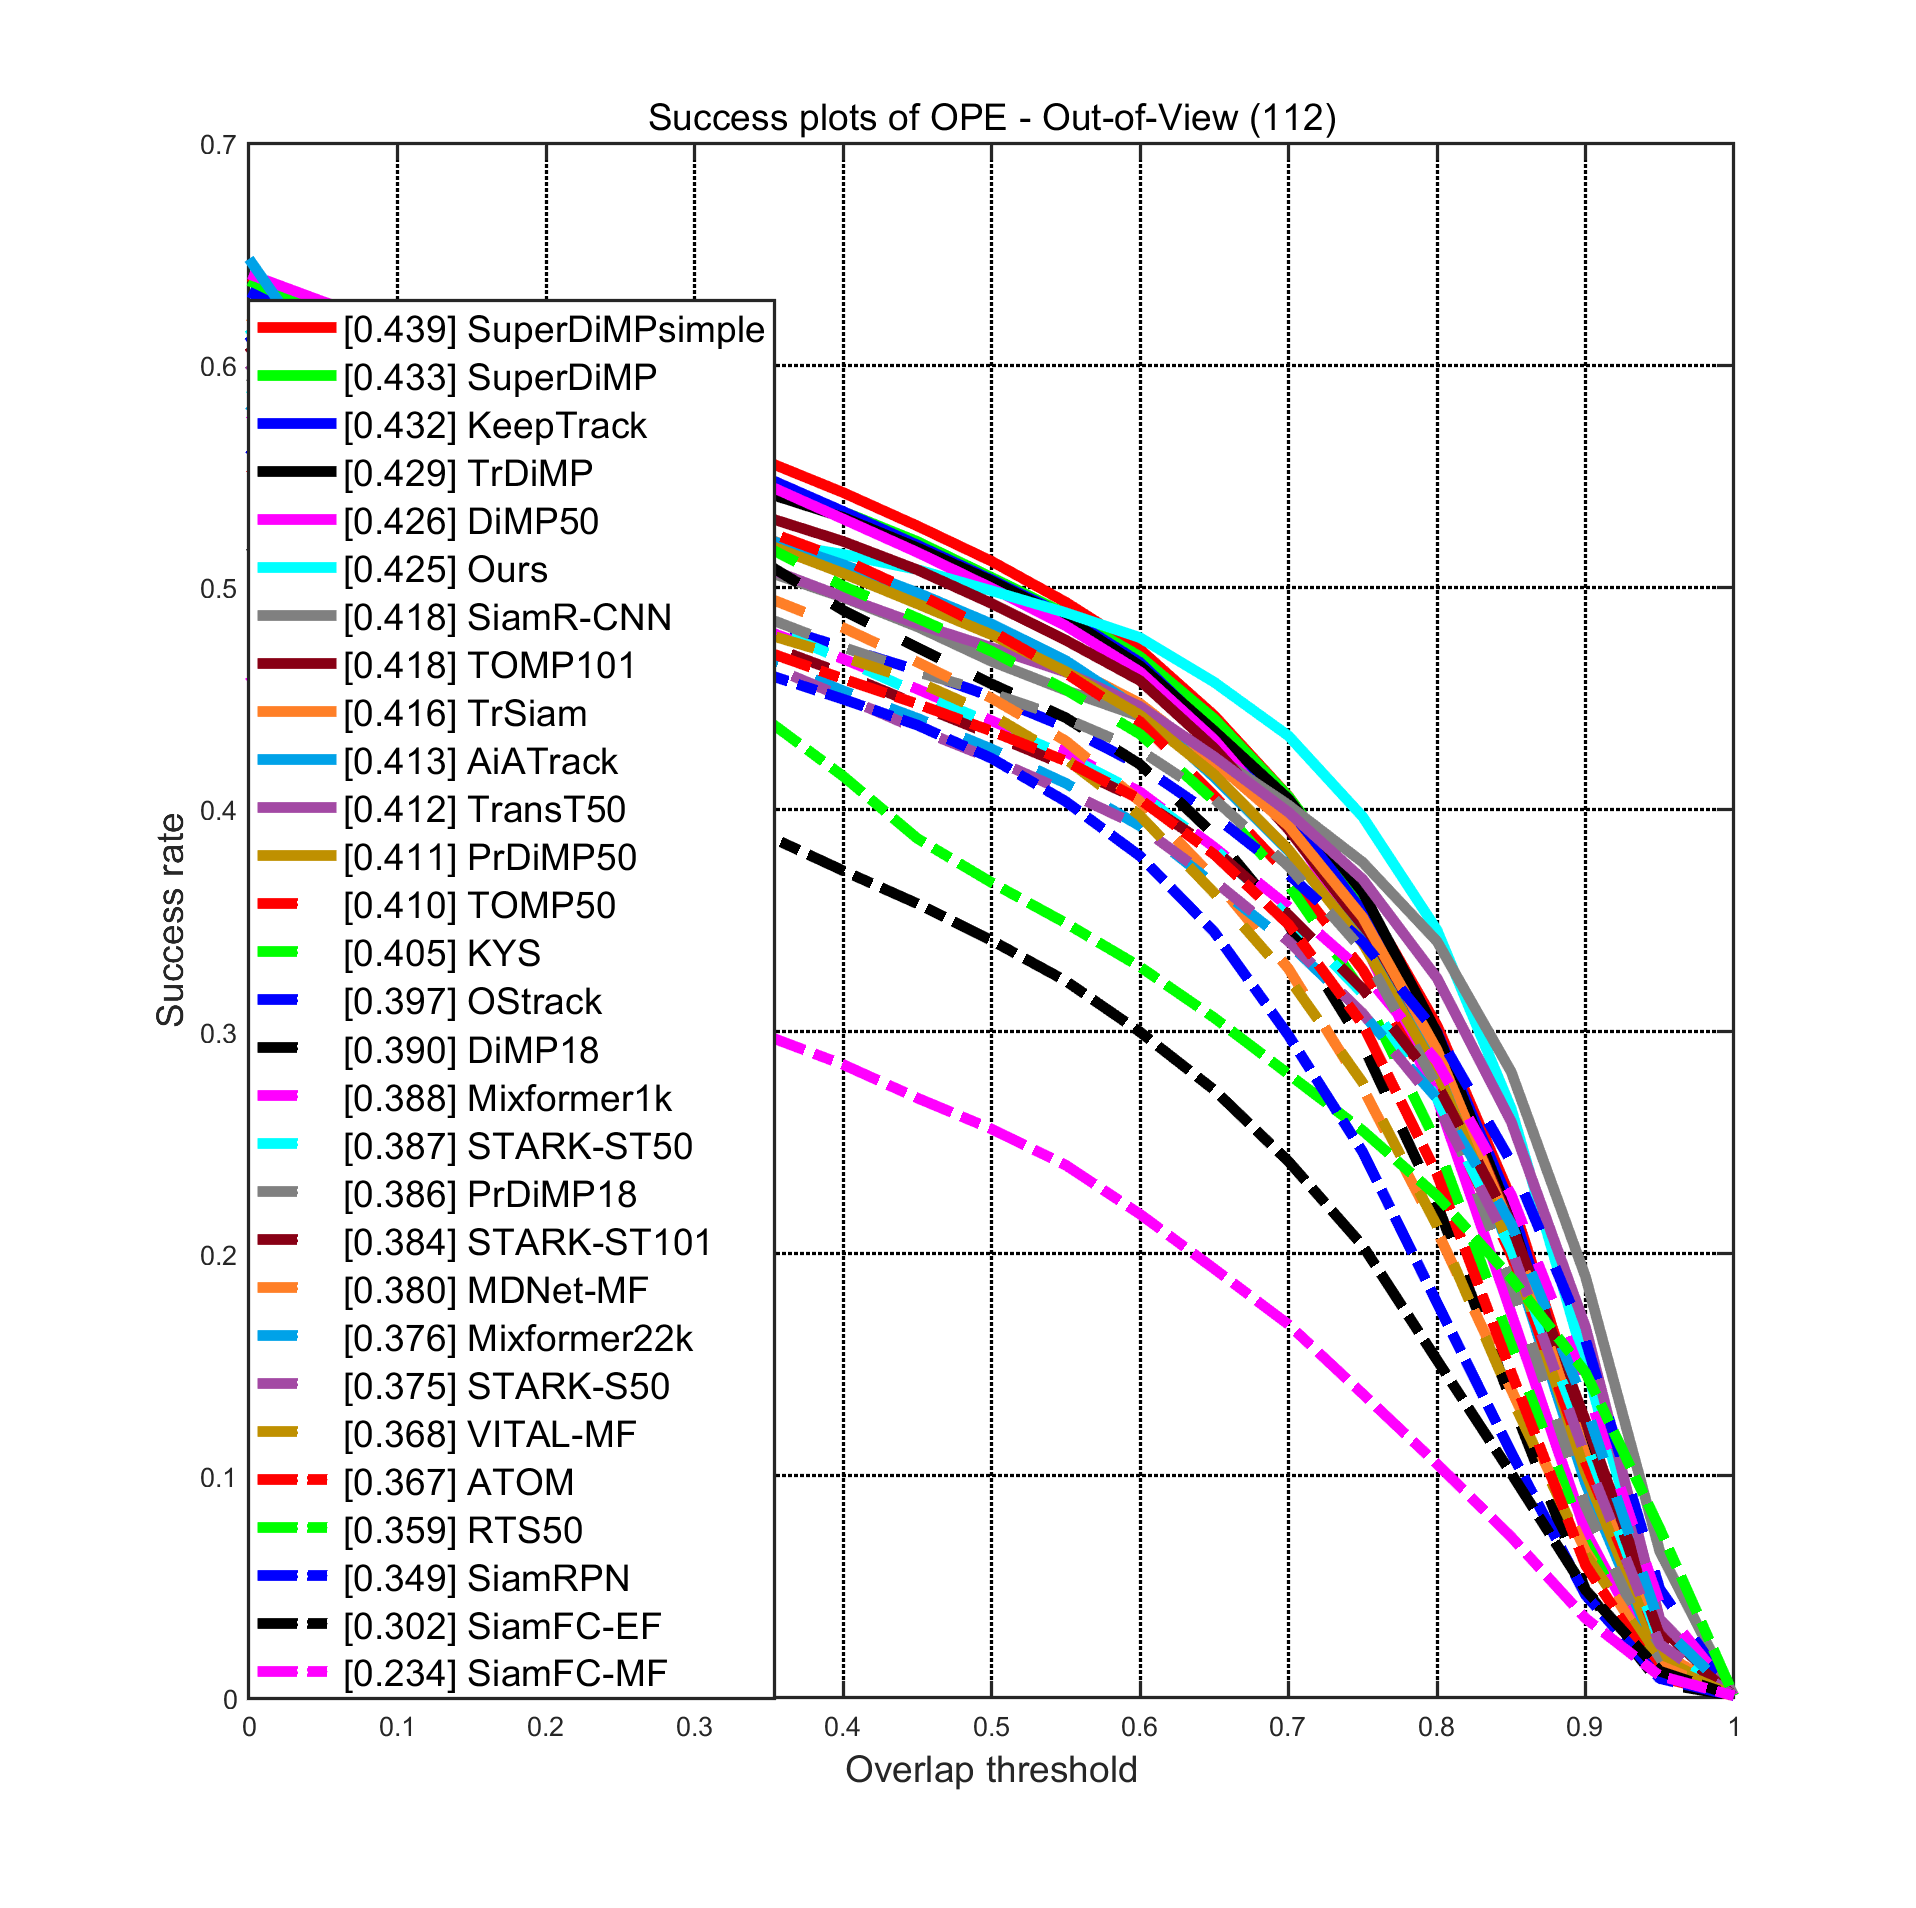 Success plots of OPE - Out-of-View (112)
0.7
0.6
0.5
0.4
0.3
0.2
0.1
0
Success rate
[0.439] SuperDiMPsimple
[0.433] SuperDiMP
[0.432] KeepTrack
[0.429] TrDiMP
[0.426] DiMP50
[0.425] Ours
[0.418] SiamR-CNN
[0.418] TOMP101
[0.416] TrSiam
[0.413] AiATrack
[0.412] TransT50
[0.411] PrDiMP50
[0.410] TOMP50
[0.405] KYS
[0.397] OStrack
[0.390] DiMP18
[0.388] Mixformer1k
[0.387] STARK-ST50
[0.386] PrDiMP18
[0.384] STARK-ST101
[0.380] MDNet-MF
[0.376] Mixformer22k
[0.375] STARK-S50
[0.368] VITAL-MF
[0.367] ATOM
[0.359] RTS50
[0.349] SiamRPN
[0.302] SiamFC-EF
[0.234] SiamFC-MF
0 0.1 0.2 0.3 0.4 0.5 0.6 0.7 0.8 0.9 1
Overlap threshold